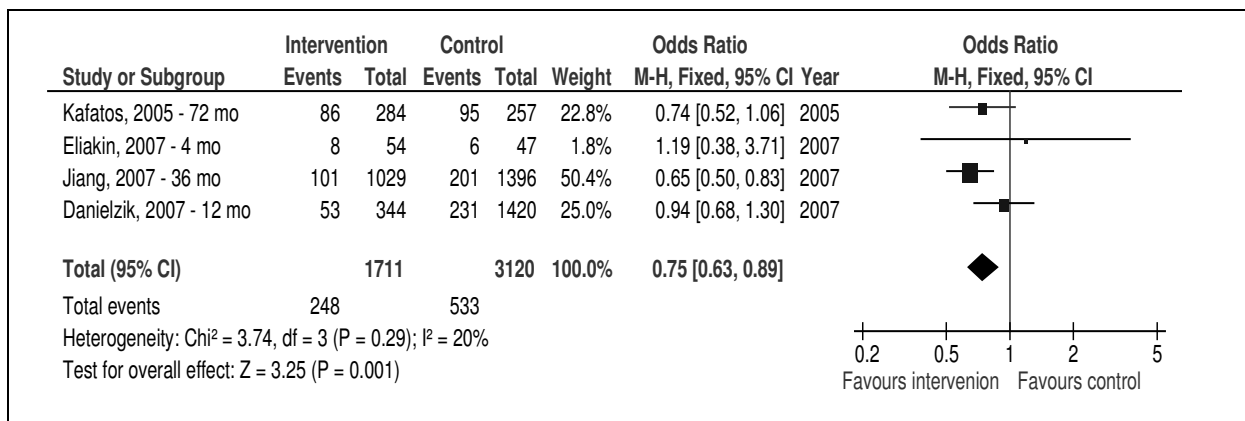 Intervention Control Odds Ratio Odds Ratio
Study or Subgroup Events Total Events Total Weight M-H, Fixed, 95% CI Year M-H, Fixed, 95% CI
Kafatos, 2005 - 72 mo 86 284 95 257 22.8% 0.74 [0.52, 1.06] 2005
Eliakin, 2007 - 4 mo 8 54 6 47 1.8% 1.19 [0.38, 3.71] 2007
Jiang, 2007 - 36 mo 101 1029 201 1396 50.4% 0.65 [0.50, 0.83] 2007
Danielzik, 2007 - 12 mo 53 344 231 1420 25.0% 0.94 [0.68, 1.30] 2007
Total (95% CI) 1711 3120 100.0% 0.75 [0.63, 0.89]
Total events 248 533
Heterogeneity: Chi² = 3.74, df = 3 (P = 0.29); I² = 20%
Test for overall effect: Z = 3.25 (P = 0.001)
0.2 0.5 1 2 5
Favours intervenion Favours control